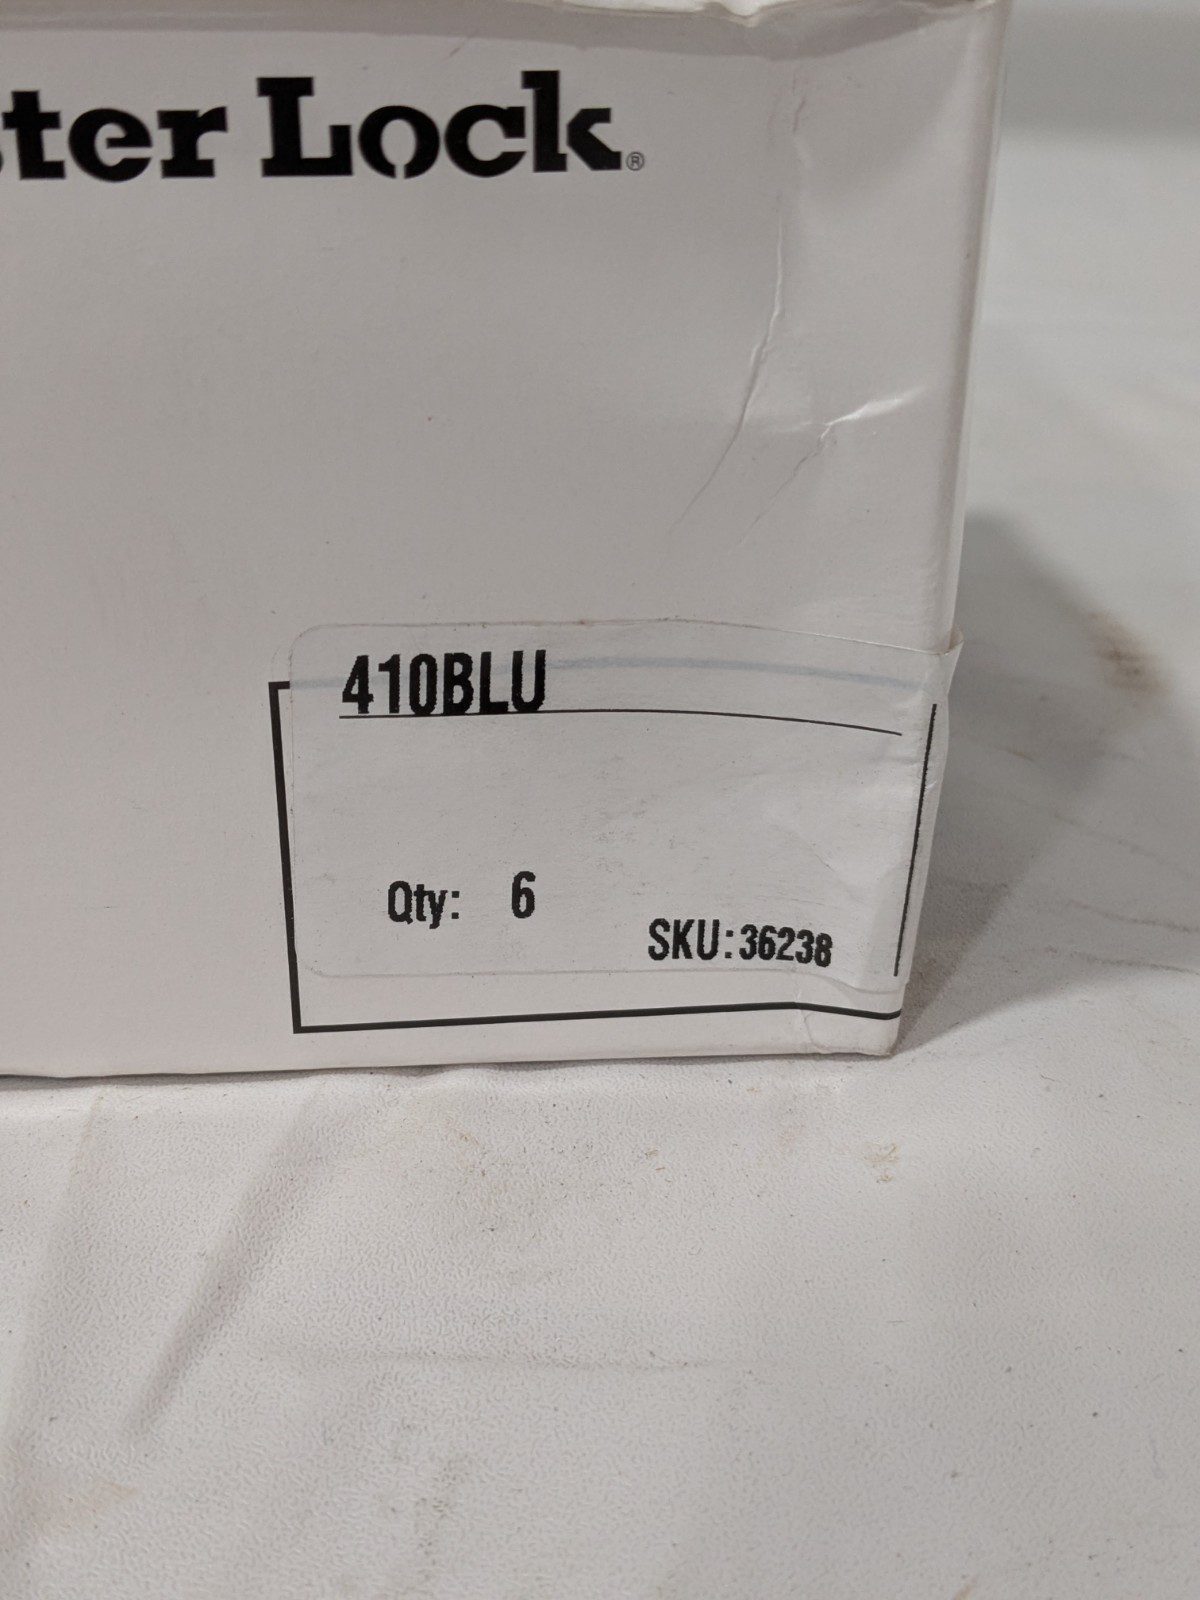 ster Lock®
410BLU
Qty: 6
SKU:36238